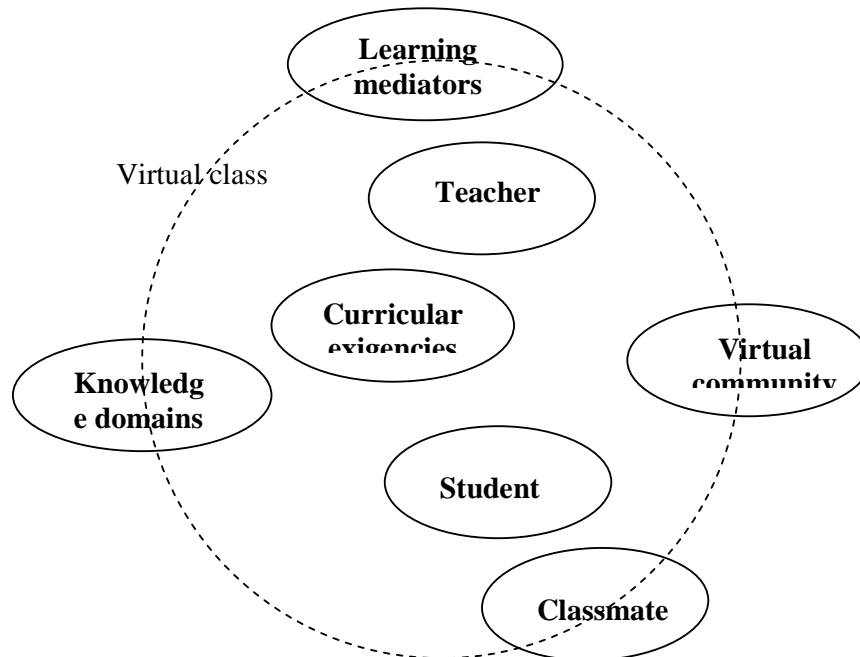 Learning
mediators
Virtual class
Teacher
Curricular
exigencies
Virtual
community
Knowledg
e domains
Student
Classmate